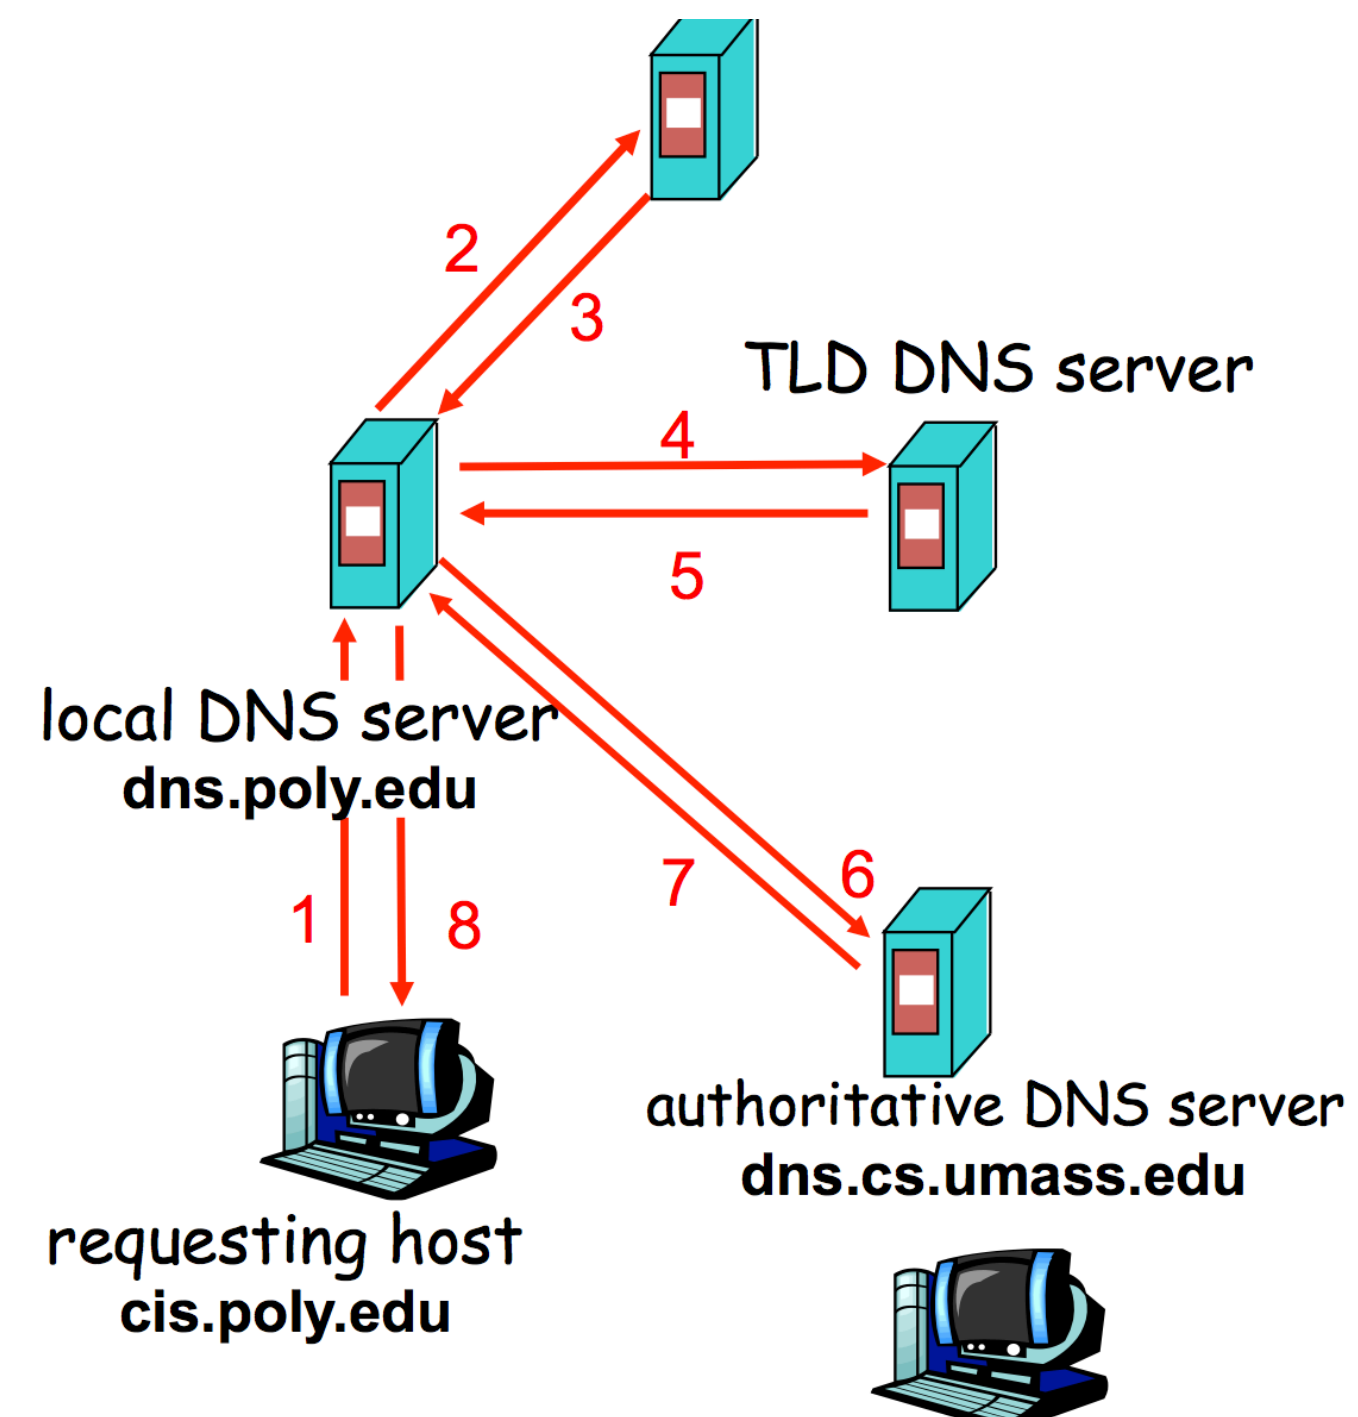 2
3
TLD DNS server
4
5
local DNS server
dns.poly.edu
1
8
7
6
authoritative DNS server
dns.cs.umass.edu
requesting host
cis.poly.edu